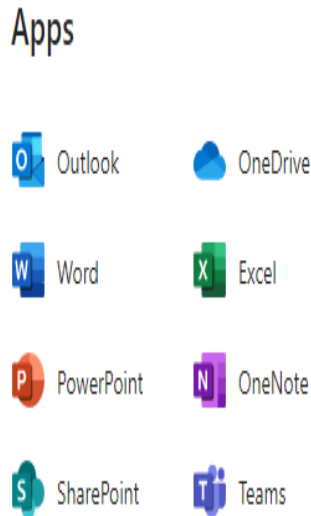 Apps
Outlook OneDrive
Word Excel
PowerPoint OneNote
SharePoint Teams